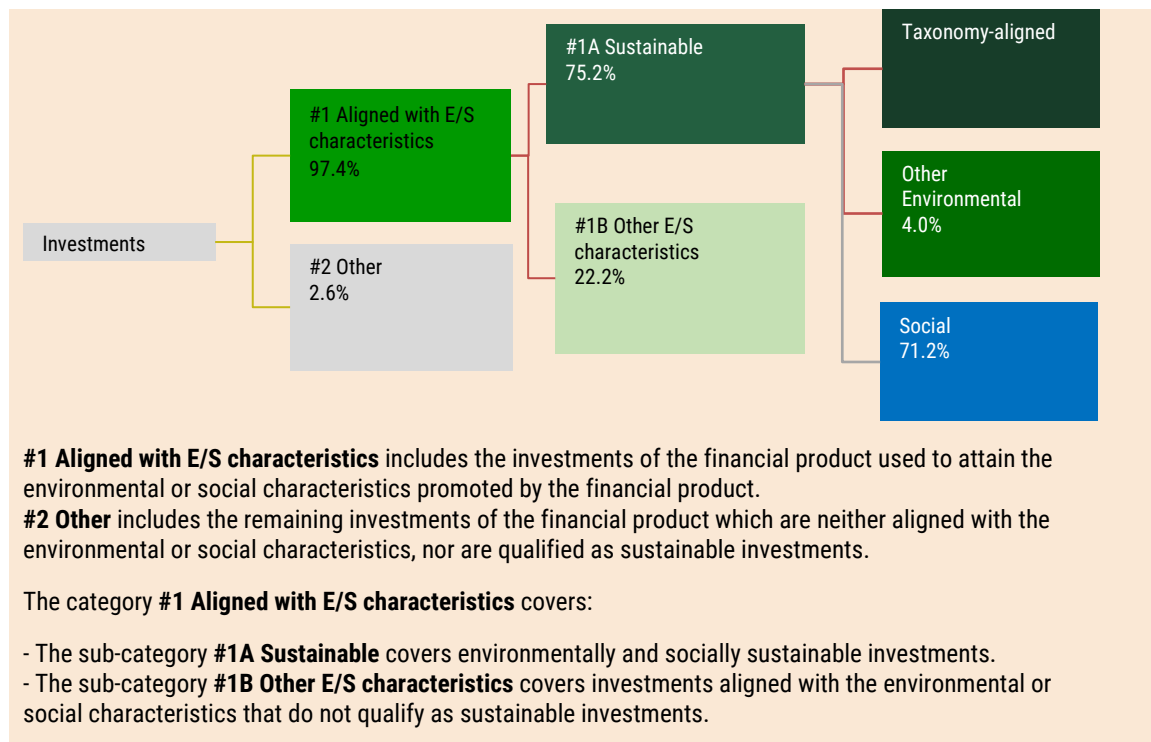 Investments
#1 Aligned with E/S
characteristics
97.4%
#2 Other
2.6%
#1A Sustainable
75.2%
#1B Other E/S
characteristics
22.2%
Taxonomy-aligned
Other
Environmental
4.0%
Social
71.2%
#1 Aligned with E/S characteristics includes the investments of the financial product used to attain the
environmental or social characteristics promoted by the financial product.
#2 Other includes the remaining investments of the financial product which are neither aligned with the
environmental or social characteristics, nor are qualified as sustainable investments.
The category #1 Aligned with E/S characteristics covers:
- The sub-category #1A Sustainable covers environmentally and socially sustainable investments.
- The sub-category #1B Other E/S characteristics covers investments aligned with the environmental or
social characteristics that do not qualify as sustainable investments.